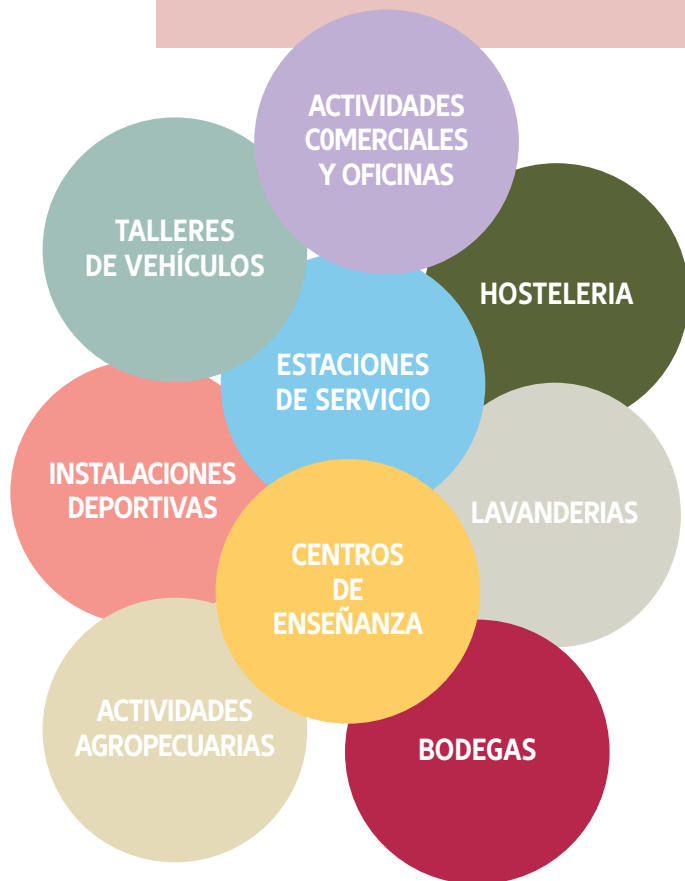 ACTIVIDADES
C0MERCIALES
Y OFICINAS
TALLERES
DE VEHÍCULOS
HOSTELERIA
ESTACIONES
DE SERVICIO
INSTALACIONES
DEPORTIVAS
LAVANDERIAS
CENTROS
DE
ENSEÑANZA
ACTIVIDADES
AGROPECUARIAS
BODEGAS